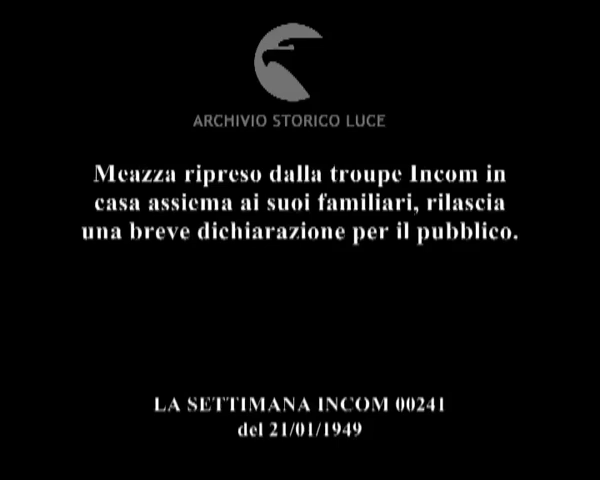 ARCHIVIO STORICO LUCE
Meazza ripreso dalla troupe Incom in
casa assiema ai suoi familiari, rilascia
una breve dichiarazione per il pubblico.
LA SETTIMANA INCOM 00241
del 21/01/1949